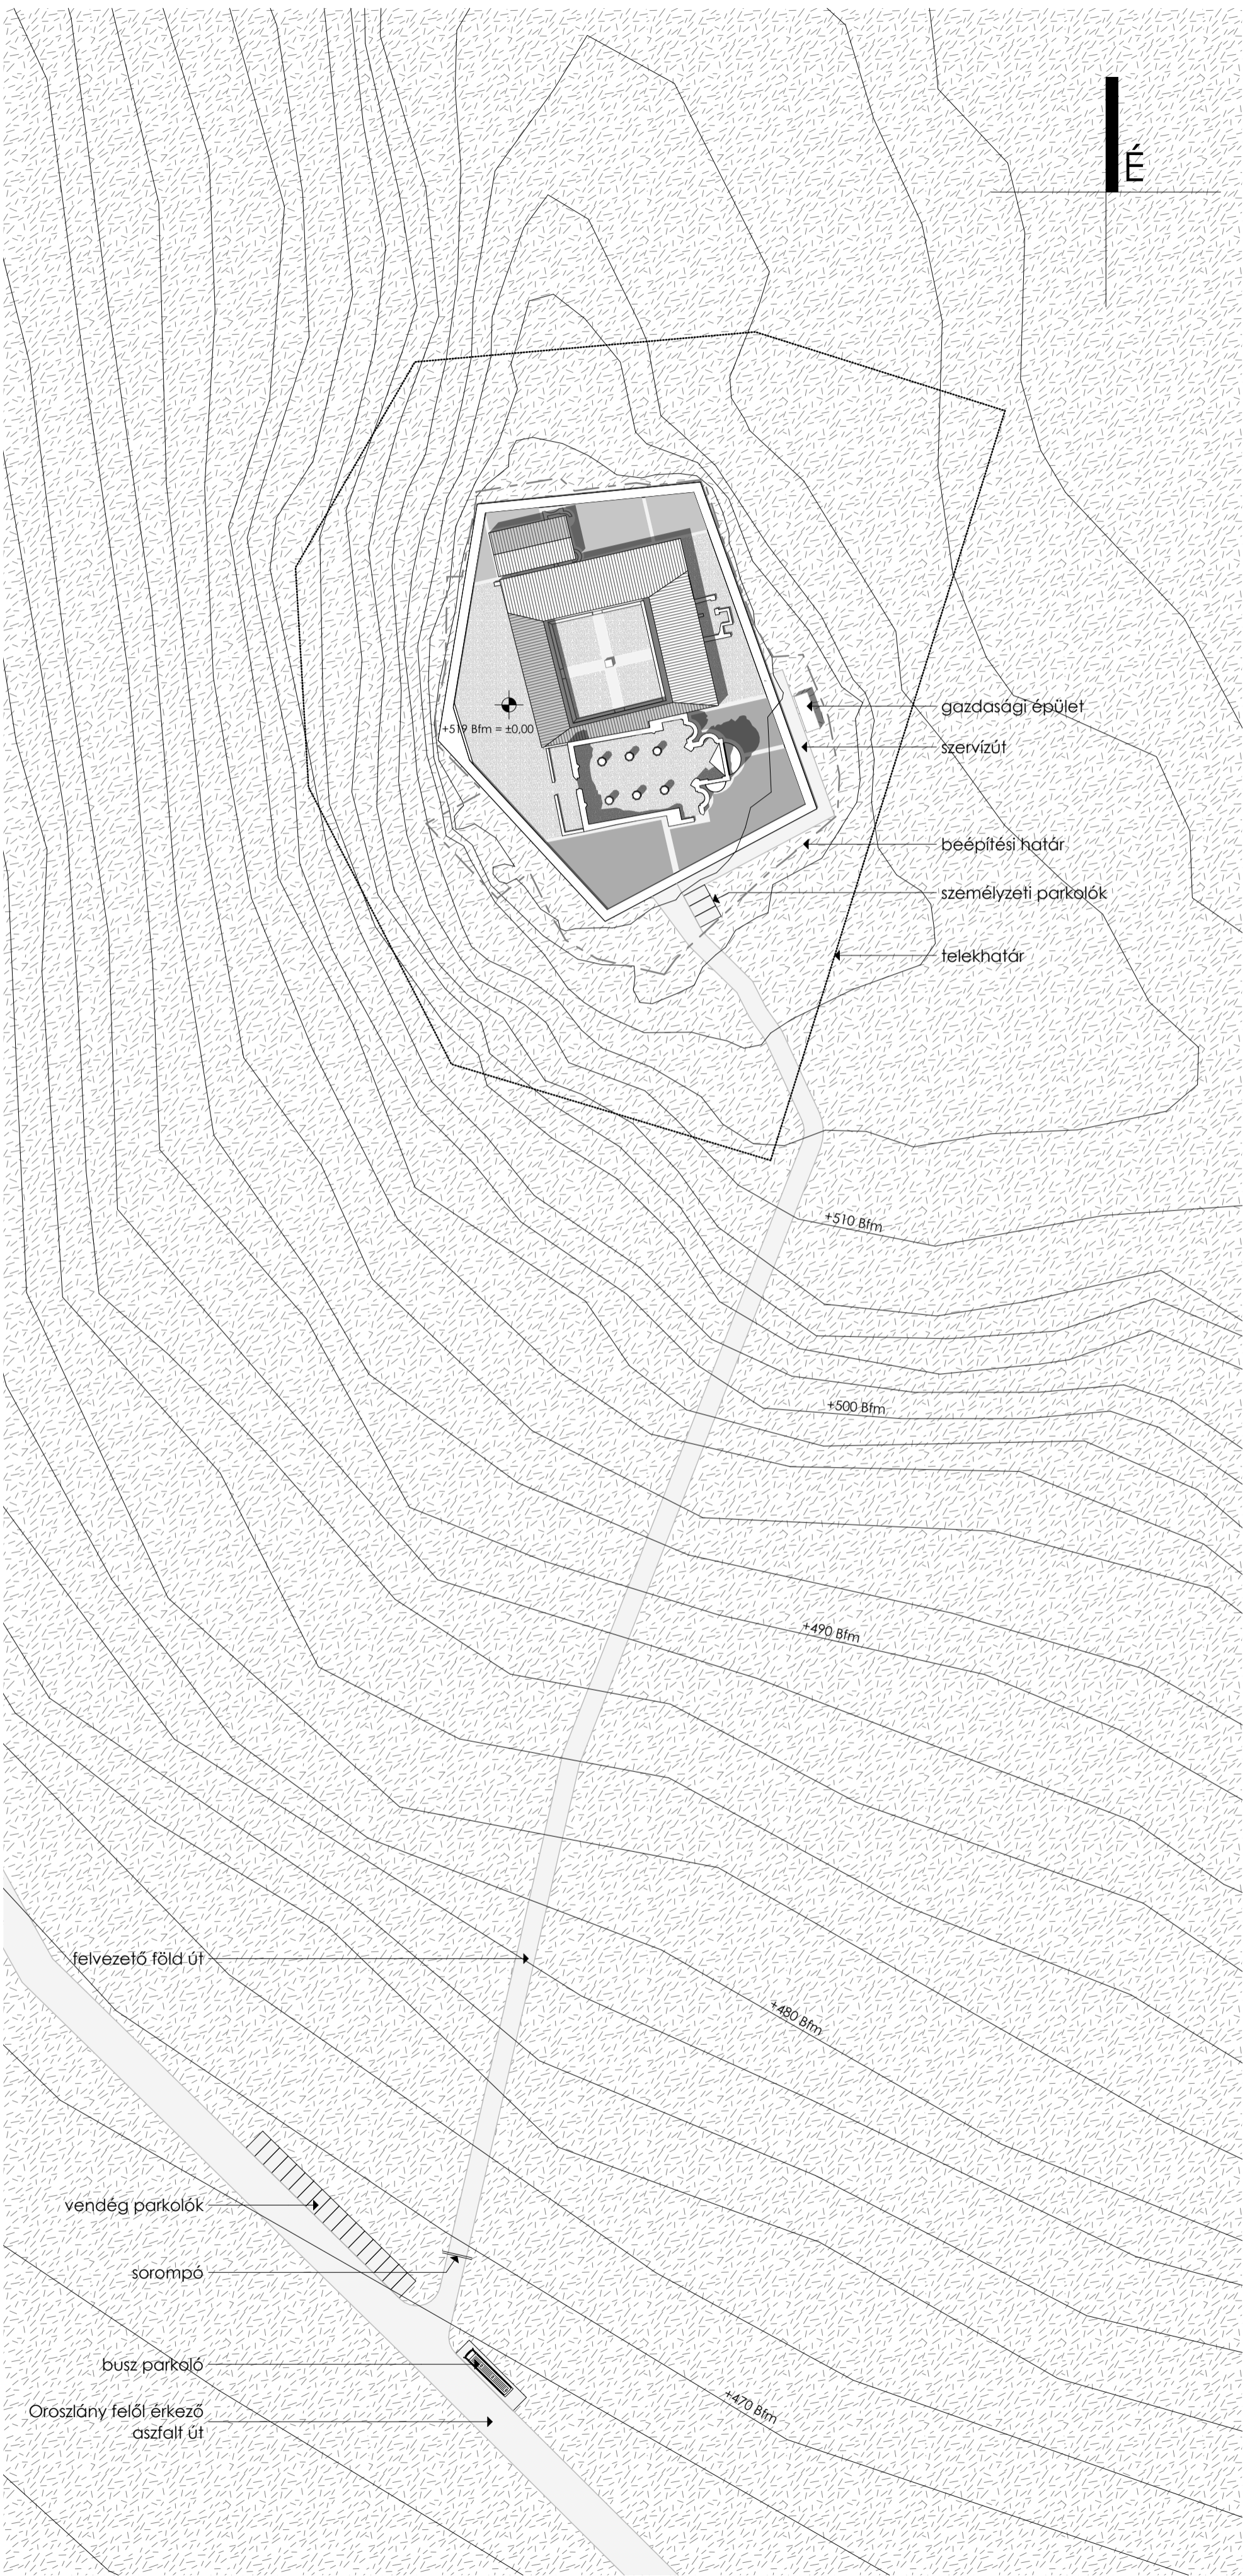 É
+519 Bfm = ±0,00
gazdasági épület
szervízút
beépítési határ
személyzeti parkolók
telekhatár
+510 Bfm
+500 Bfm
+490 Bfm
felvezető föld út
+480 Bfm
vendég parkolók
sorompó
busz parkoló
+470 Bfm
Oroszlány felől érkező
aszfalt út